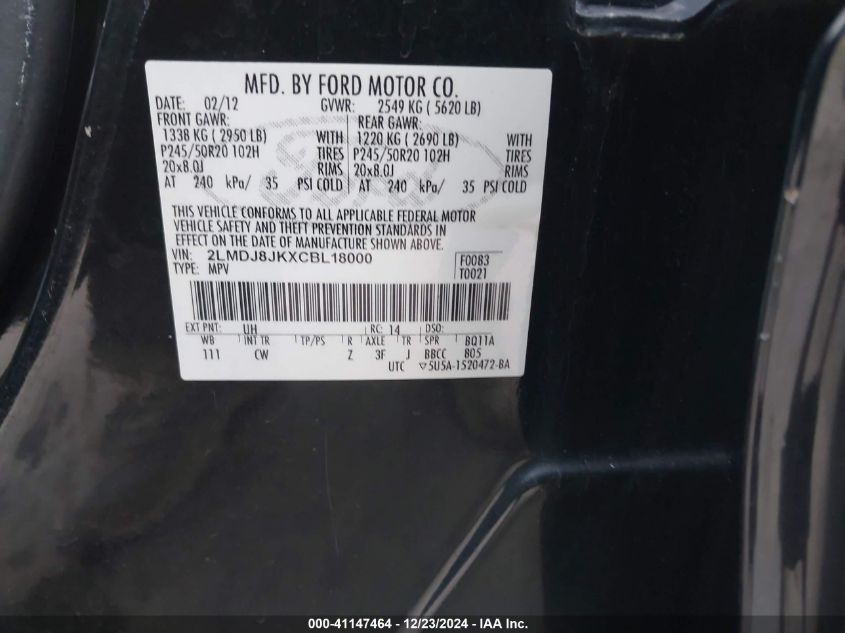 MFD. BY FORD MOTOR CO.
DATE: 02/12 GVWR: 2549 KG ( 5620 LB)
FRONT GAWR: REAR GAWR:
1338 KG ( 2950 LB) WITH 1220 KG ( 2690 LB) WITH
P245/50R20 102H TIRES P245/50R20 102H TIRES
20x8.0J RIMS 20x8.0J RIMS
AT 240 kPa/ 35 PSI COLD AT 240 kPa/ 35 PSI COLD
THIS VEHICLE CONFORMS TO ALL APPLICABLE FEDERAL MOTOR
VEHICLE SAFETY AND THEFT PREVENTION STANDARDS IN
EFFECT ON THE DATE OF MANUFACTURE SHOWN ABOVE.
VIN: 2LMDJ8JKXCBL18000 F0083
TYPE: MPV T0021
EXT PNT: UH RC: 14 DSO:
WB INT TR TP/PS R AXLE TR SPR BQ11A
111 CW Z 3F J BBCC B05
UTC ▽5U5A-1520472-BA
000-41147464 - 12/23/2024 - IAA Inc.